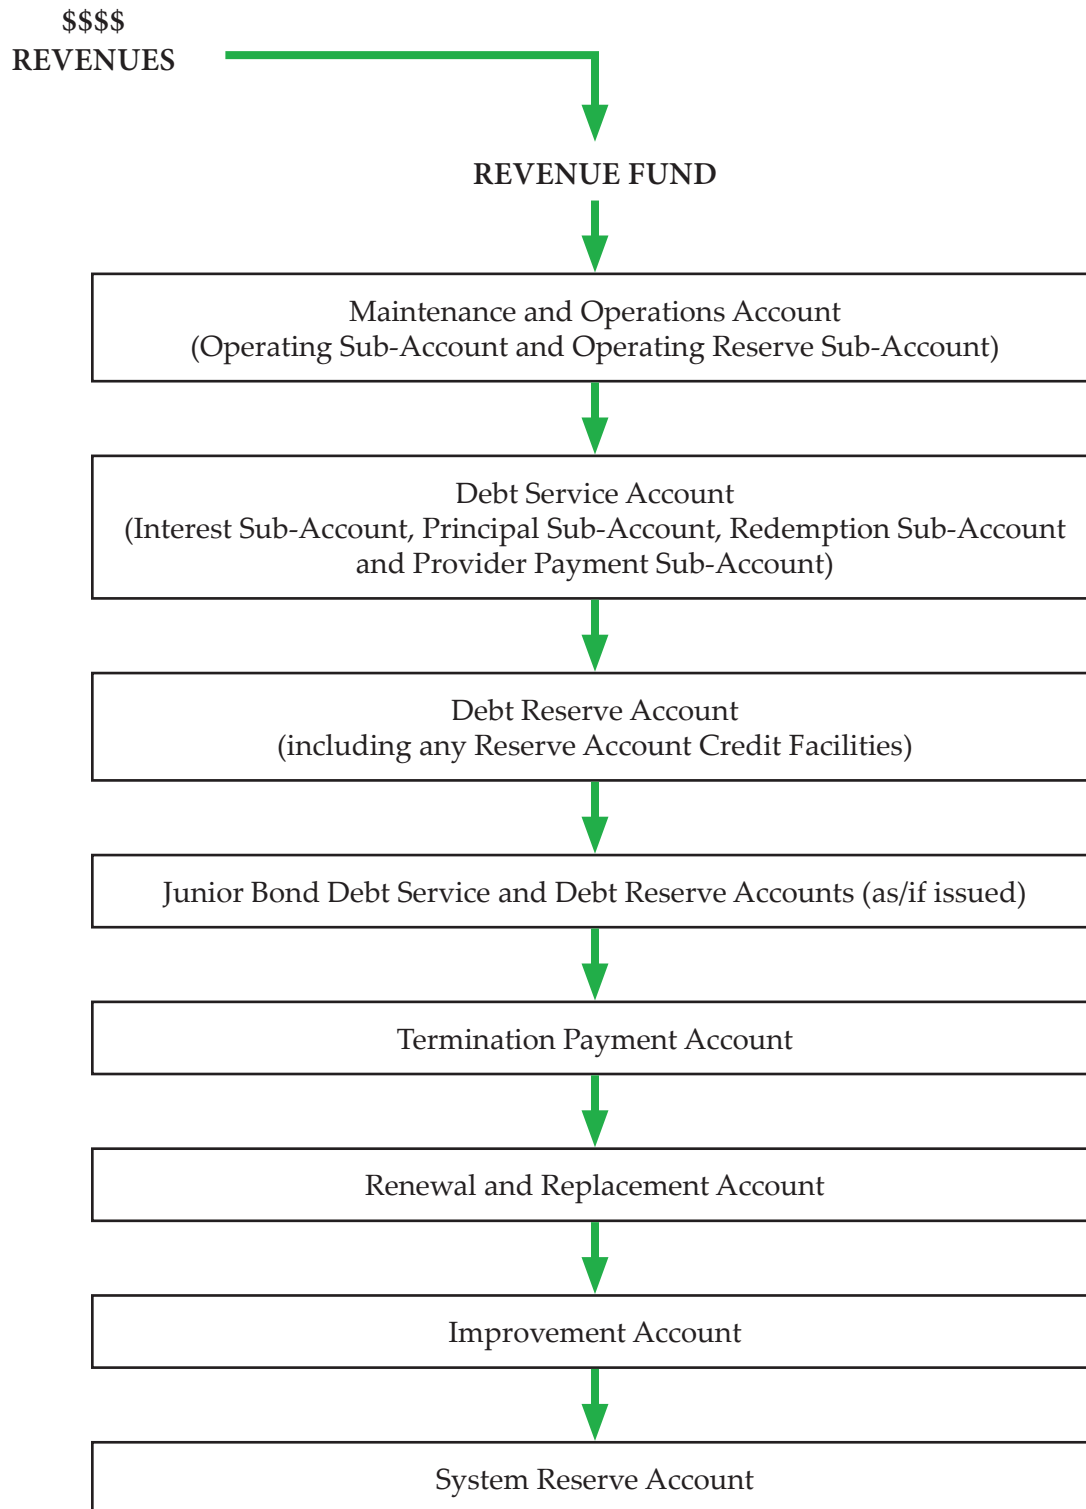 $$$$
REVENUES
REVENUE FUND
Maintenance and Operations Account
(Operating Sub-Account and Operating Reserve Sub-Account)
Debt Service Account
(Interest Sub-Account, Principal Sub-Account, Redemption Sub-Account
and Provider Payment Sub-Account)
Debt Reserve Account
(including any Reserve Account Credit Facilities)
Junior Bond Debt Service and Debt Reserve Accounts (as/if issued)
Termination Payment Account
Renewal and Replacement Account
Improvement Account
System Reserve Account